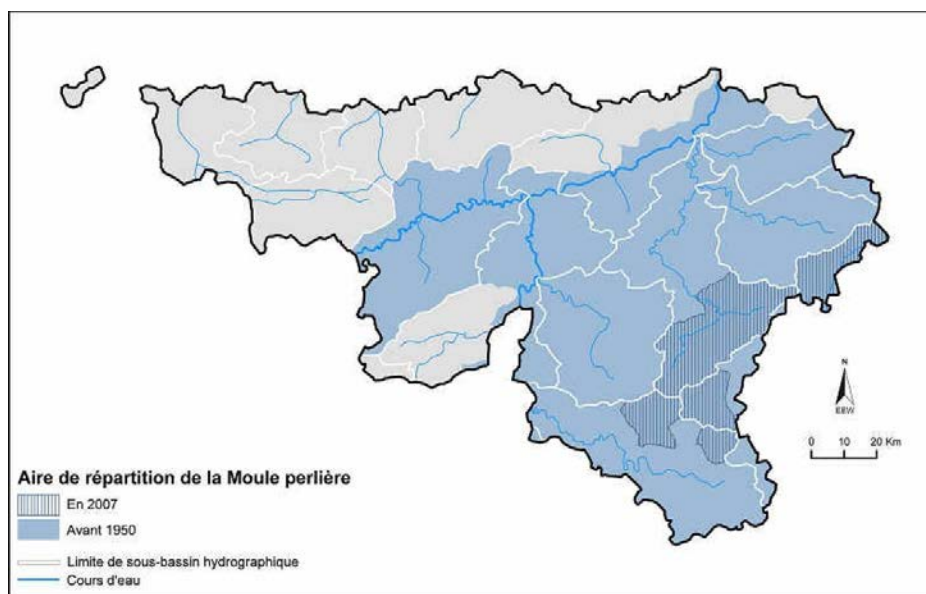 N
EBW
0 10 20 Km
Aire de répartition de la Moule perlière
En 2007
Avant 1950
Limite de sous-bassin hydrographique
Cours d'eau